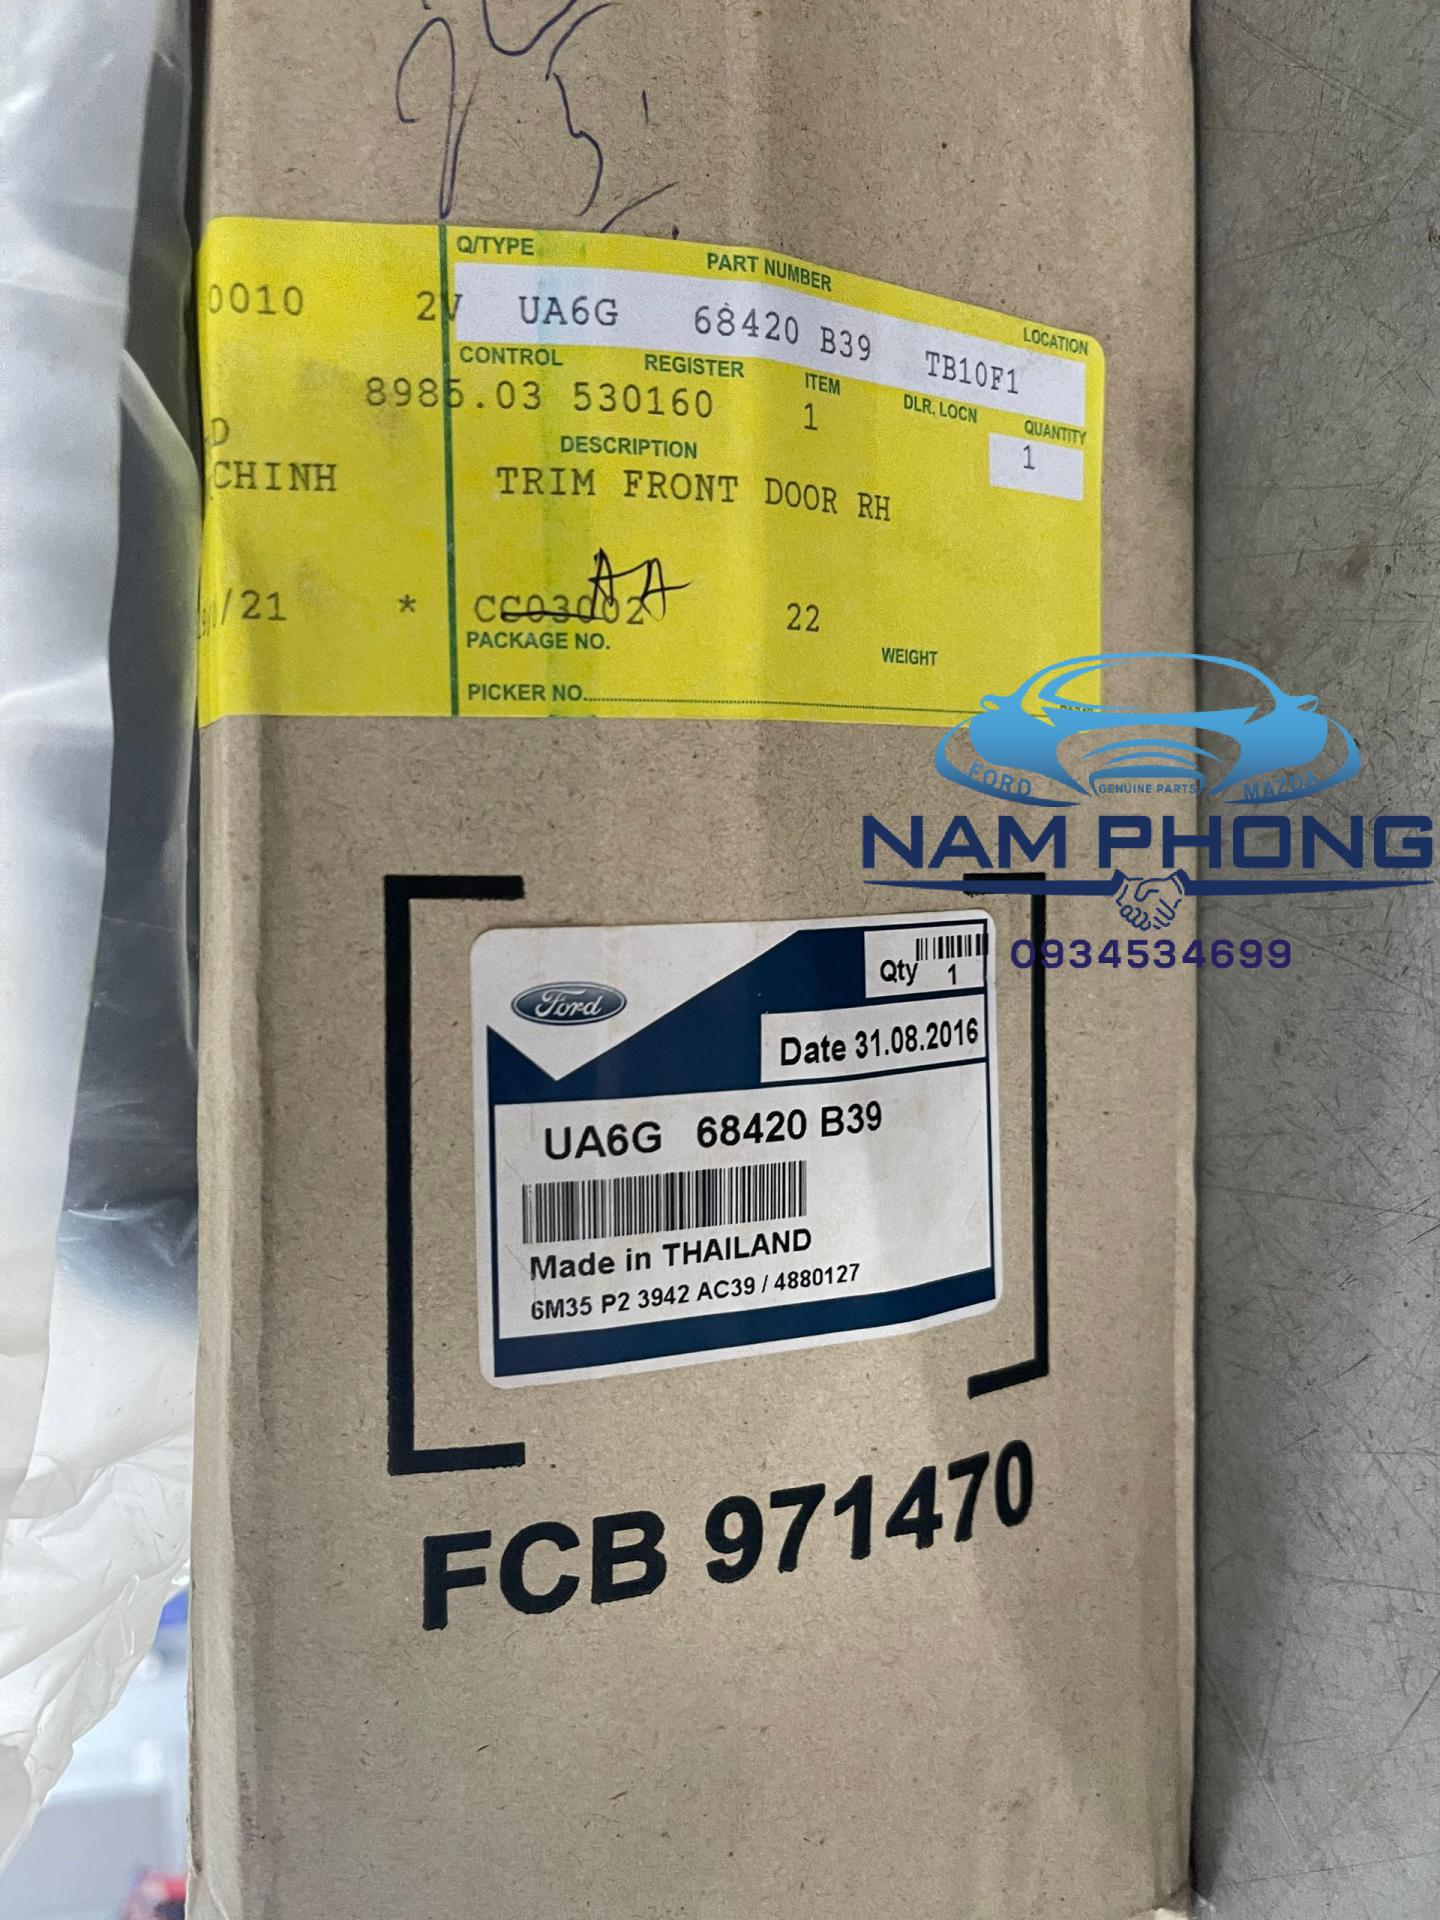 Q/TYPE PART NUMBER LOCATION
0010 2V UA6G 68420 B39 TB10F1
CONTROL REGISTER ITEM DLR. LOCN QUANTITY
8985.03 530160 1 1
D
DESCRIPTION
CHINH TRIM FRONT DOOR RH
AA
/21 * CC03002 22
PACKAGE NO. WEIGHT
PICKER NO.
FORD GENUINE PARTS MAZDA
NAM PHONG
0934534699
Ford
Qty 1
Date 31.08.2016
UA6G 68420 B39
Made in THAILAND
6M35 P2 3942 AC39 / 4880127
FCB 971470